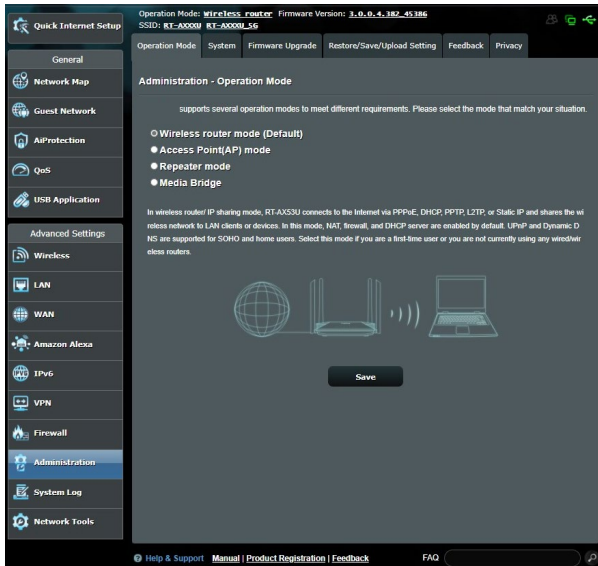 Quick Internet Setup
General
Network Map
Guest Network
AiProtection
QoS
USB Application
Advanced Settings
Wireless
LAN
WAN
Amazon Alexa
IPv6
VPN
Firewall
Administration
System Log
Network Tools
Operation Mode: Wireless router Firmware Version: 3.0.0.4.382_45386
SSID: RT-AXXXU RT-AXXXU_5G
Operation Mode System Firmware Upgrade Restore/Save/Upload Setting Feedback Privacy
Administration - Operation Mode
supports several operation modes to meet different requirements. Please select the mode that match your situation.
Wireless router mode (Default)
Access Point(AP) mode
Repeater mode
Media Bridge
In wireless router/ IP sharing mode, RT-AX53U connects to the Internet via PPPoE, DHCP, PPTP, L2TP, or Static IP and shares the wi
reless network to LAN clients or devices. In this mode, NAT, firewall, and DHCP server are enabled by default. UPnP and Dynamic D
NS are supported for SOHO and home users. Select this mode if you are a first-time user or you are not currently using any wired/wir
eless routers.
Save
Help & Support Manual | Product Registration | Feedback FAQ